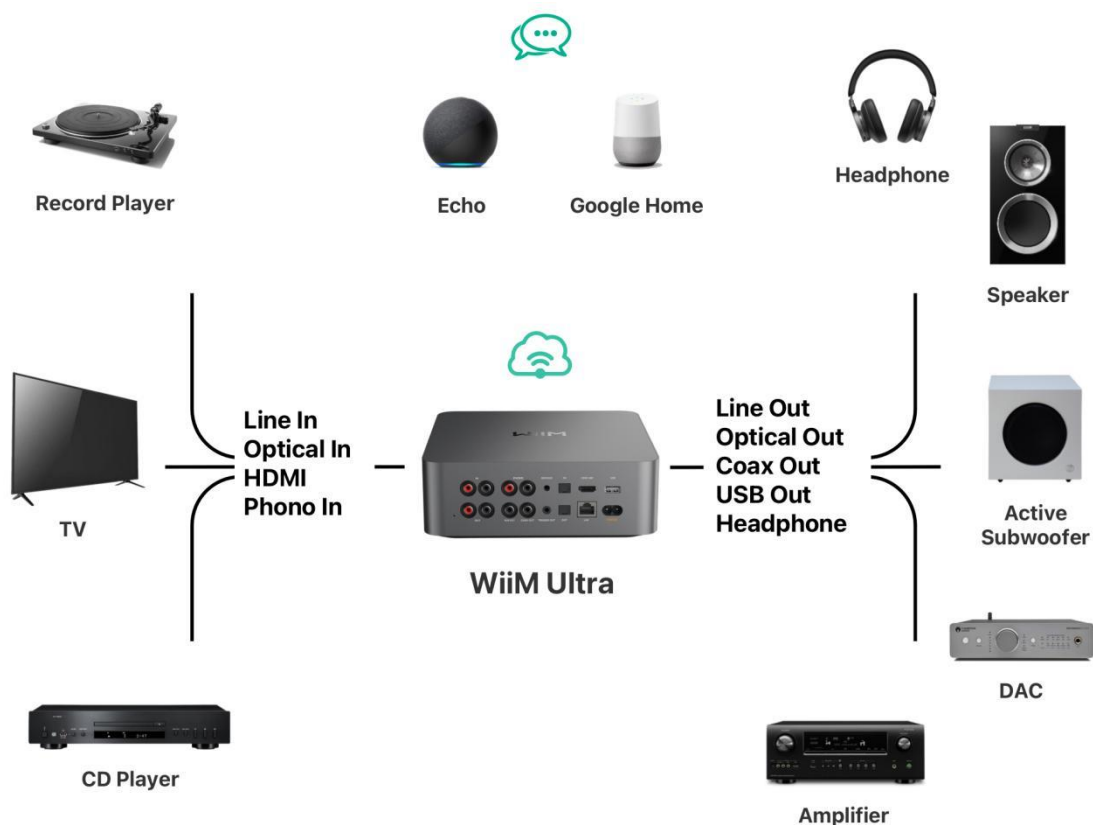 Record Player
Echo
Google Home
Headphone
Speaker
TV
Line In
Optical In
HDMI
Phono In
WiiM
WiiM Ultra
Line Out
Optical Out
Coax Out
USB Out
Headphone
Active
Subwoofer
DAC
CD Player
Amplifier